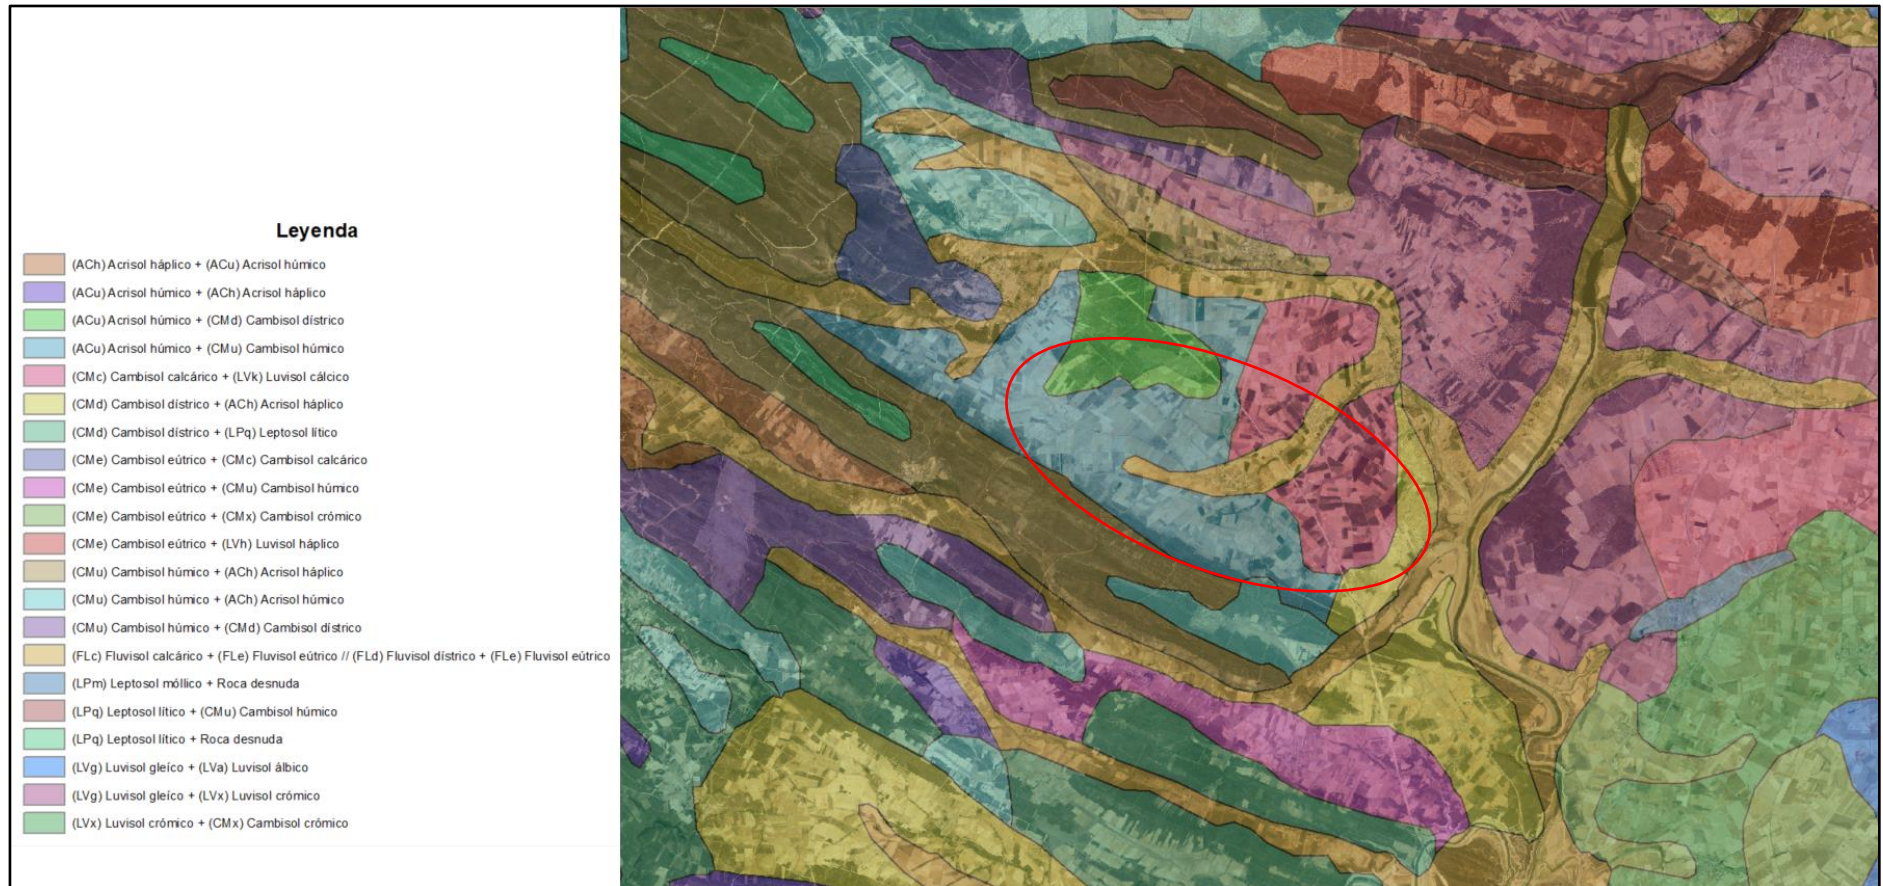 Leyenda
(ACh) Acrisol háplico + (ACu) Acrisol húmico
(ACu) Acrisol húmico + (ACh) Acrisol háplico
(ACu) Acrisol húmico + (CMd) Cambisol dístrico
(ACu) Acrisol húmico + (CMu) Cambisol húmico
(CMc) Cambisol calcárico + (LVk) Luvisol cálcico
(CMd) Cambisol dístrico + (ACh) Acrisol háplico
(CMd) Cambisol dístrico + (LPq) Leptosol lítico
(CMe) Cambisol eútrico + (CMc) Cambisol calcárico
(CMe) Cambisol eútrico + (CMu) Cambisol húmico
(CMe) Cambisol eútrico + (CMx) Cambisol crómico
(CMe) Cambisol eútrico + (LVh) Luvisol háplico
(CMu) Cambisol húmico + (ACh) Acrisol háplico
(CMu) Cambisol húmico + (ACh) Acrisol húmico
(CMu) Cambisol húmico + (CMd) Cambisol dístrico
(FLc) Fluvisol calcárico + (FLe) Fluvisol eútrico // (FLd) Fluvisol dístrico + (FLe) Fluvisol eútrico
(LPm) Leptosol móllico + Roca desnuda
(LPq) Leptosol lítico + (CMu) Cambisol húmico
(LPq) Leptosol lítico + Roca desnuda
(LVg) Luvisol gleíco + (LVa) Luvisol álbico
(LVg) Luvisol gleíco + (LVx) Luvisol crómico
(LVx) Luvisol crómico + (CMx) Cambisol crómico